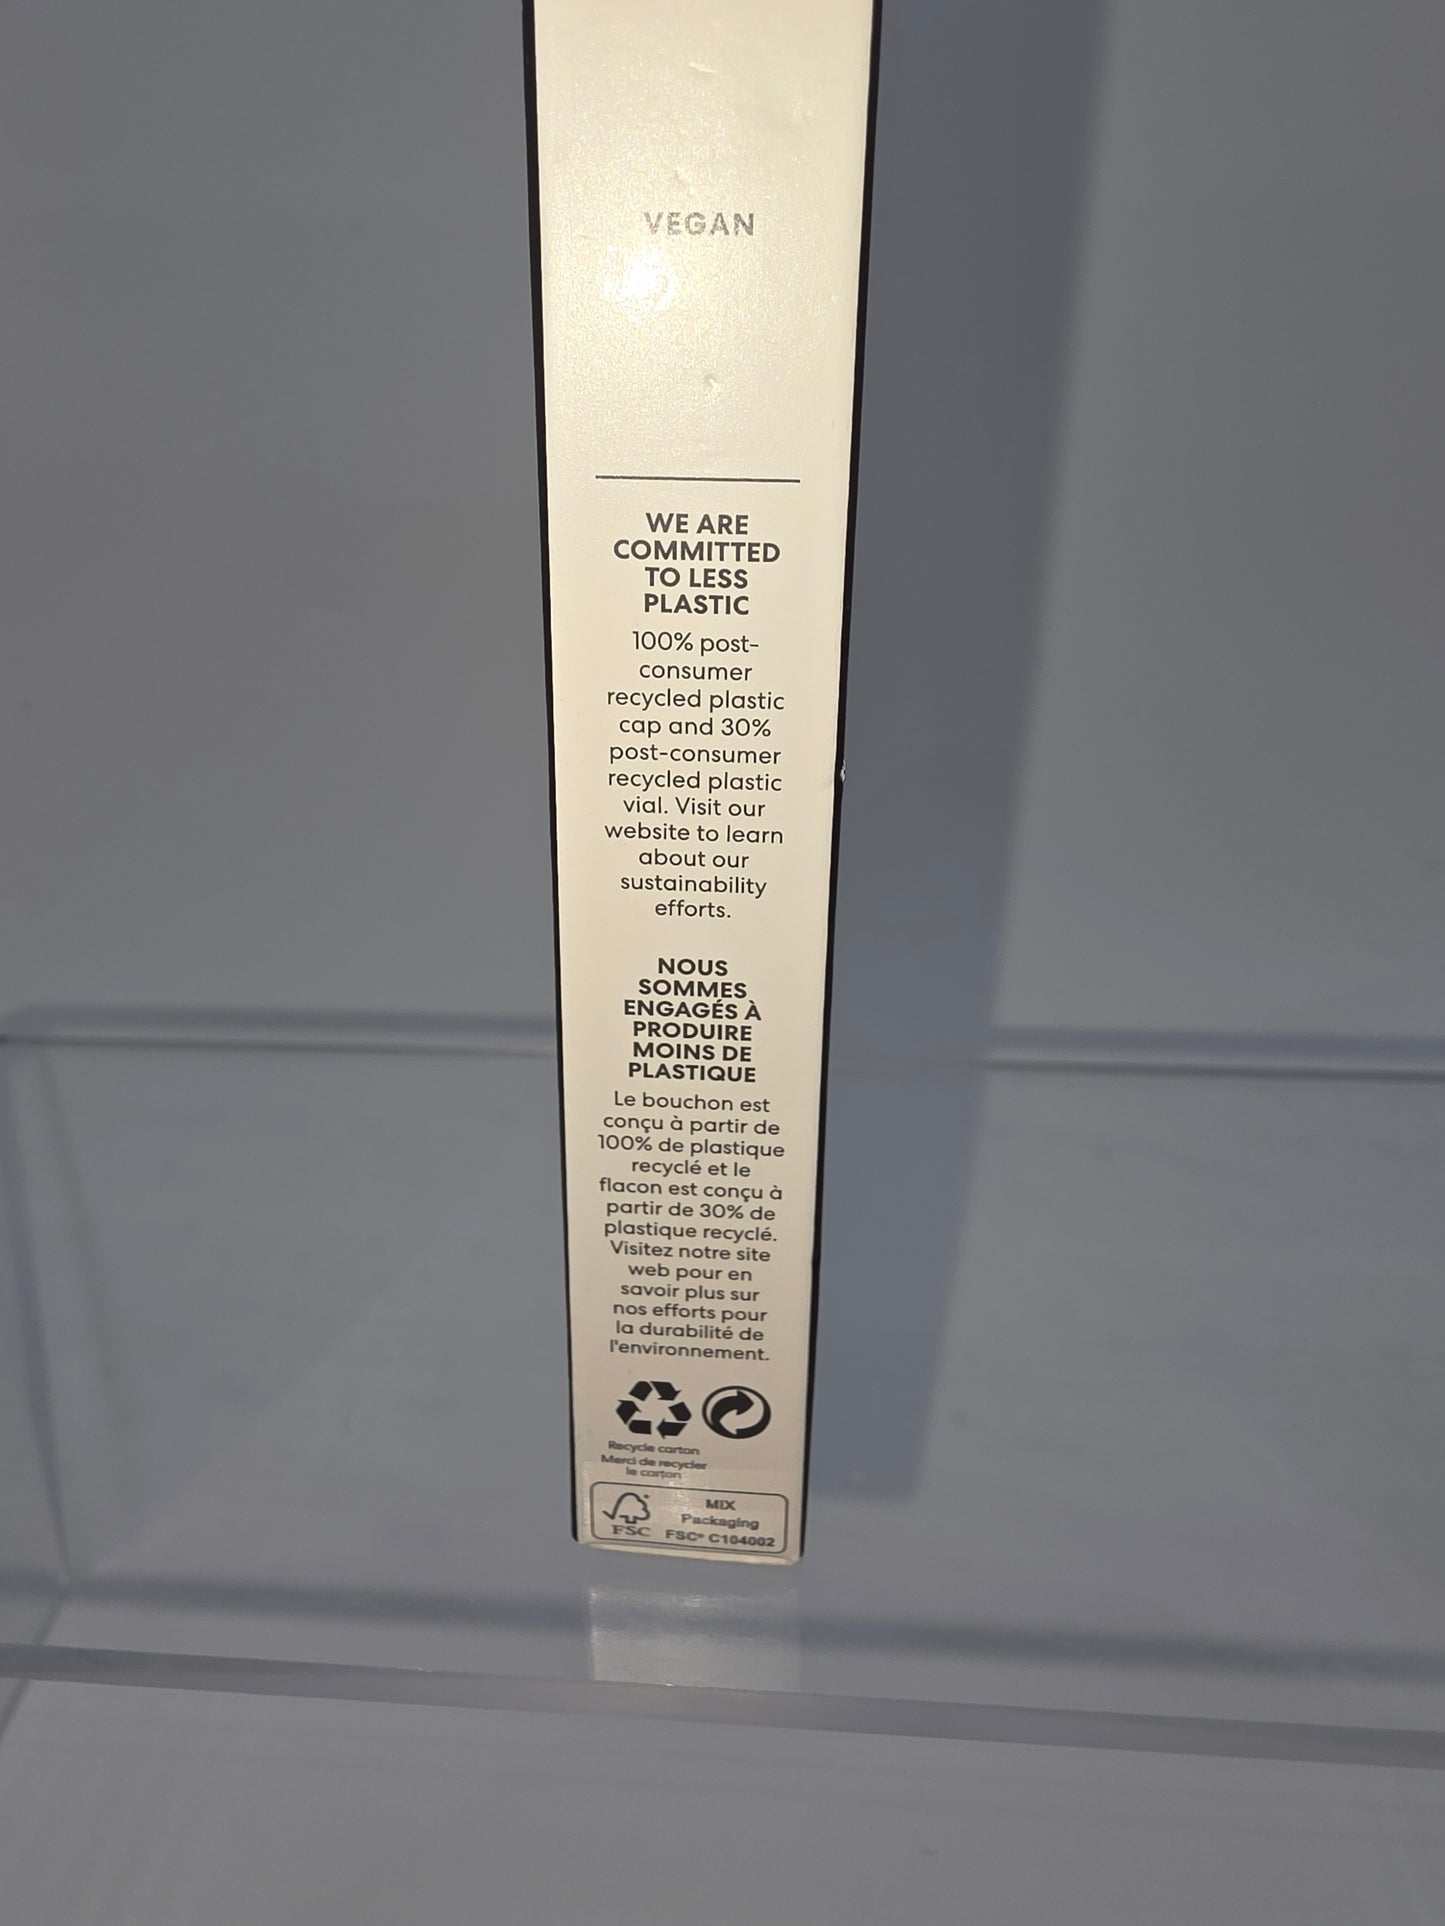 VEGAN
WE ARE
COMMITTED
TO LESS
PLASTIC
100% post-
consumer
recycled plastic
cap and 30%
post-consumer
recycled plastic
vial. Visit our
website to learn
about our
sustainability
efforts.
NOUS
SOMMES
ENGAGÉS À
PRODUIRE
MOINS DE
PLASTIQUE
Le bouchon est
conçu à partir de
100% de plastique
recyclé et le
flacon est conçu à
partir de 30% de
plastique recyclé.
Visitez notre site
web pour en
savoir plus sur
nos efforts pour
la durabilité de
l'environnement.
Recycle carton
Merci de recycler
le carton
FSC
MIX
Packaging
FSC® C104002